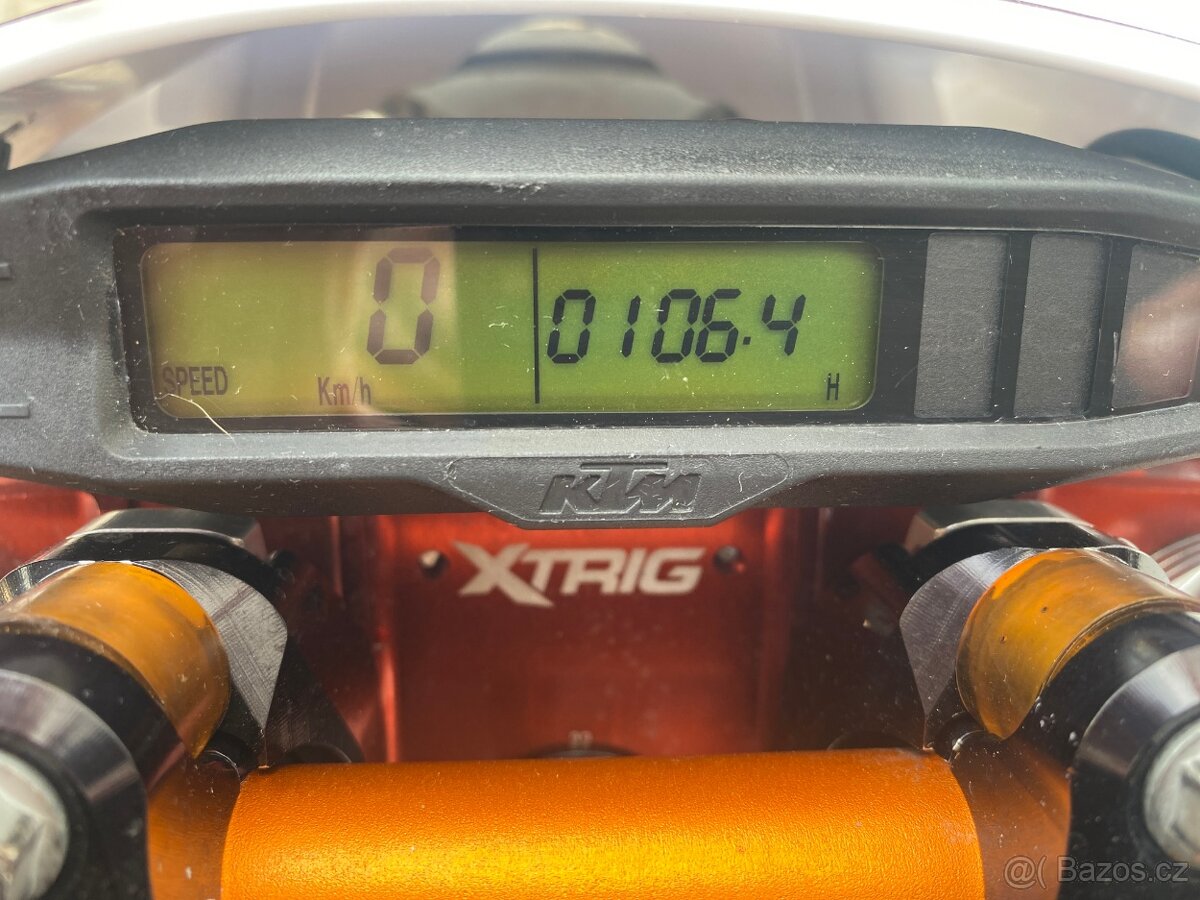 0
0106.4
SPEED
Km/h
H
KTM
XTRIG
@( Bazos.cz